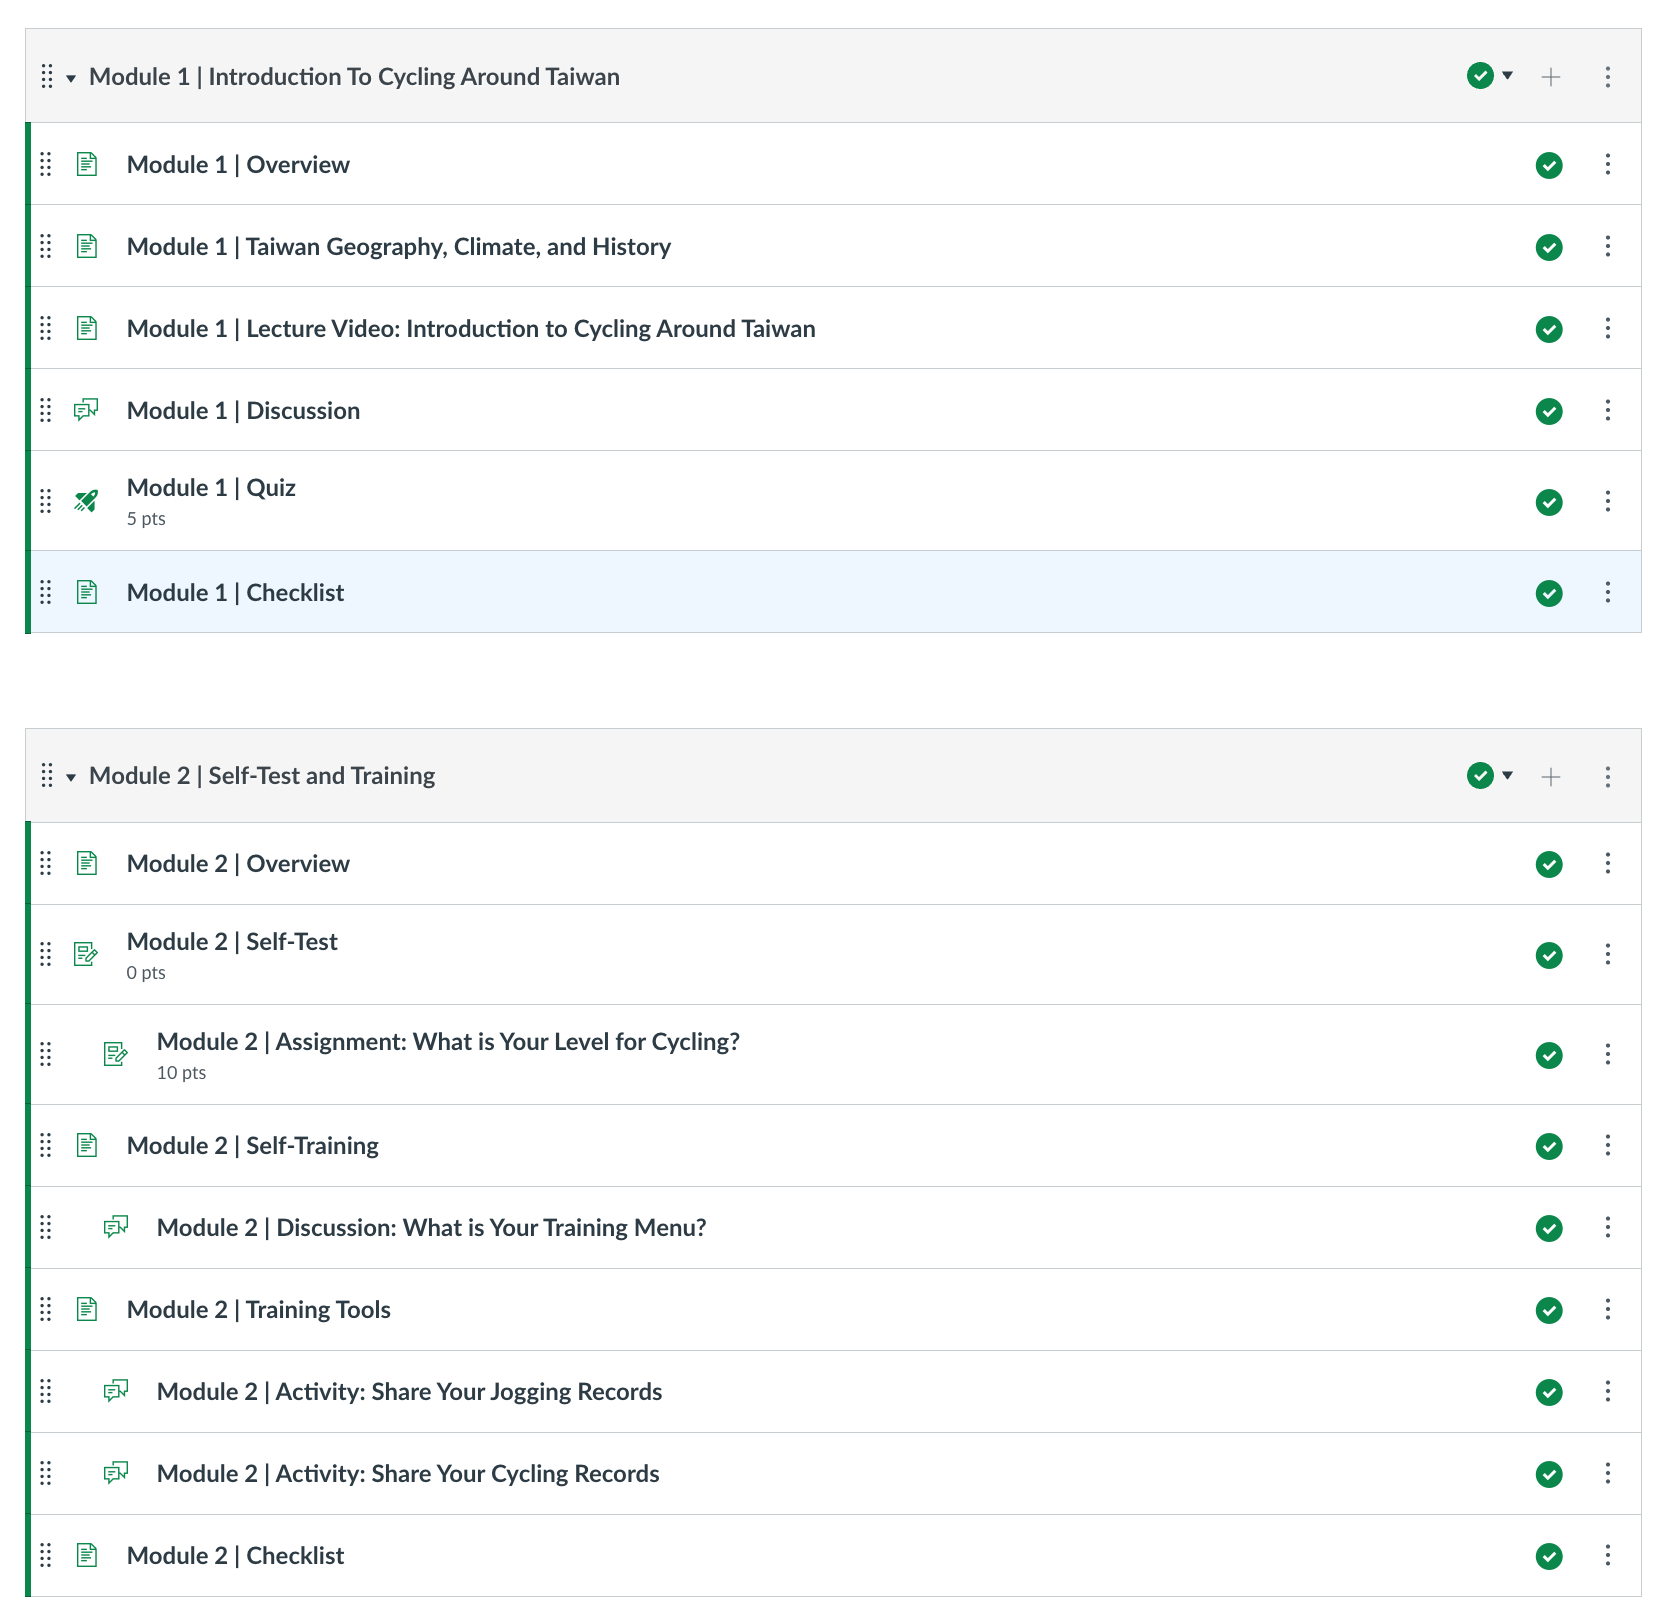 Module 1 | Introduction To Cycling Around Taiwan
Module 1 | Overview
Module 1 | Taiwan Geography, Climate, and History
Module 1 | Lecture Video: Introduction to Cycling Around Taiwan
Module 1 | Discussion
Module 1 | Quiz
5 pts
Module 1 | Checklist
Module 2 | Self-Test and Training
Module 2 | Overview
Module 2 | Self-Test
0 pts
Module 2 | Assignment: What is Your Level for Cycling?
10 pts
Module 2 | Self-Training
Module 2 | Discussion: What is Your Training Menu?
Module 2 | Training Tools
Module 2 | Activity: Share Your Jogging Records
Module 2 | Activity: Share Your Cycling Records
Module 2 | Checklist